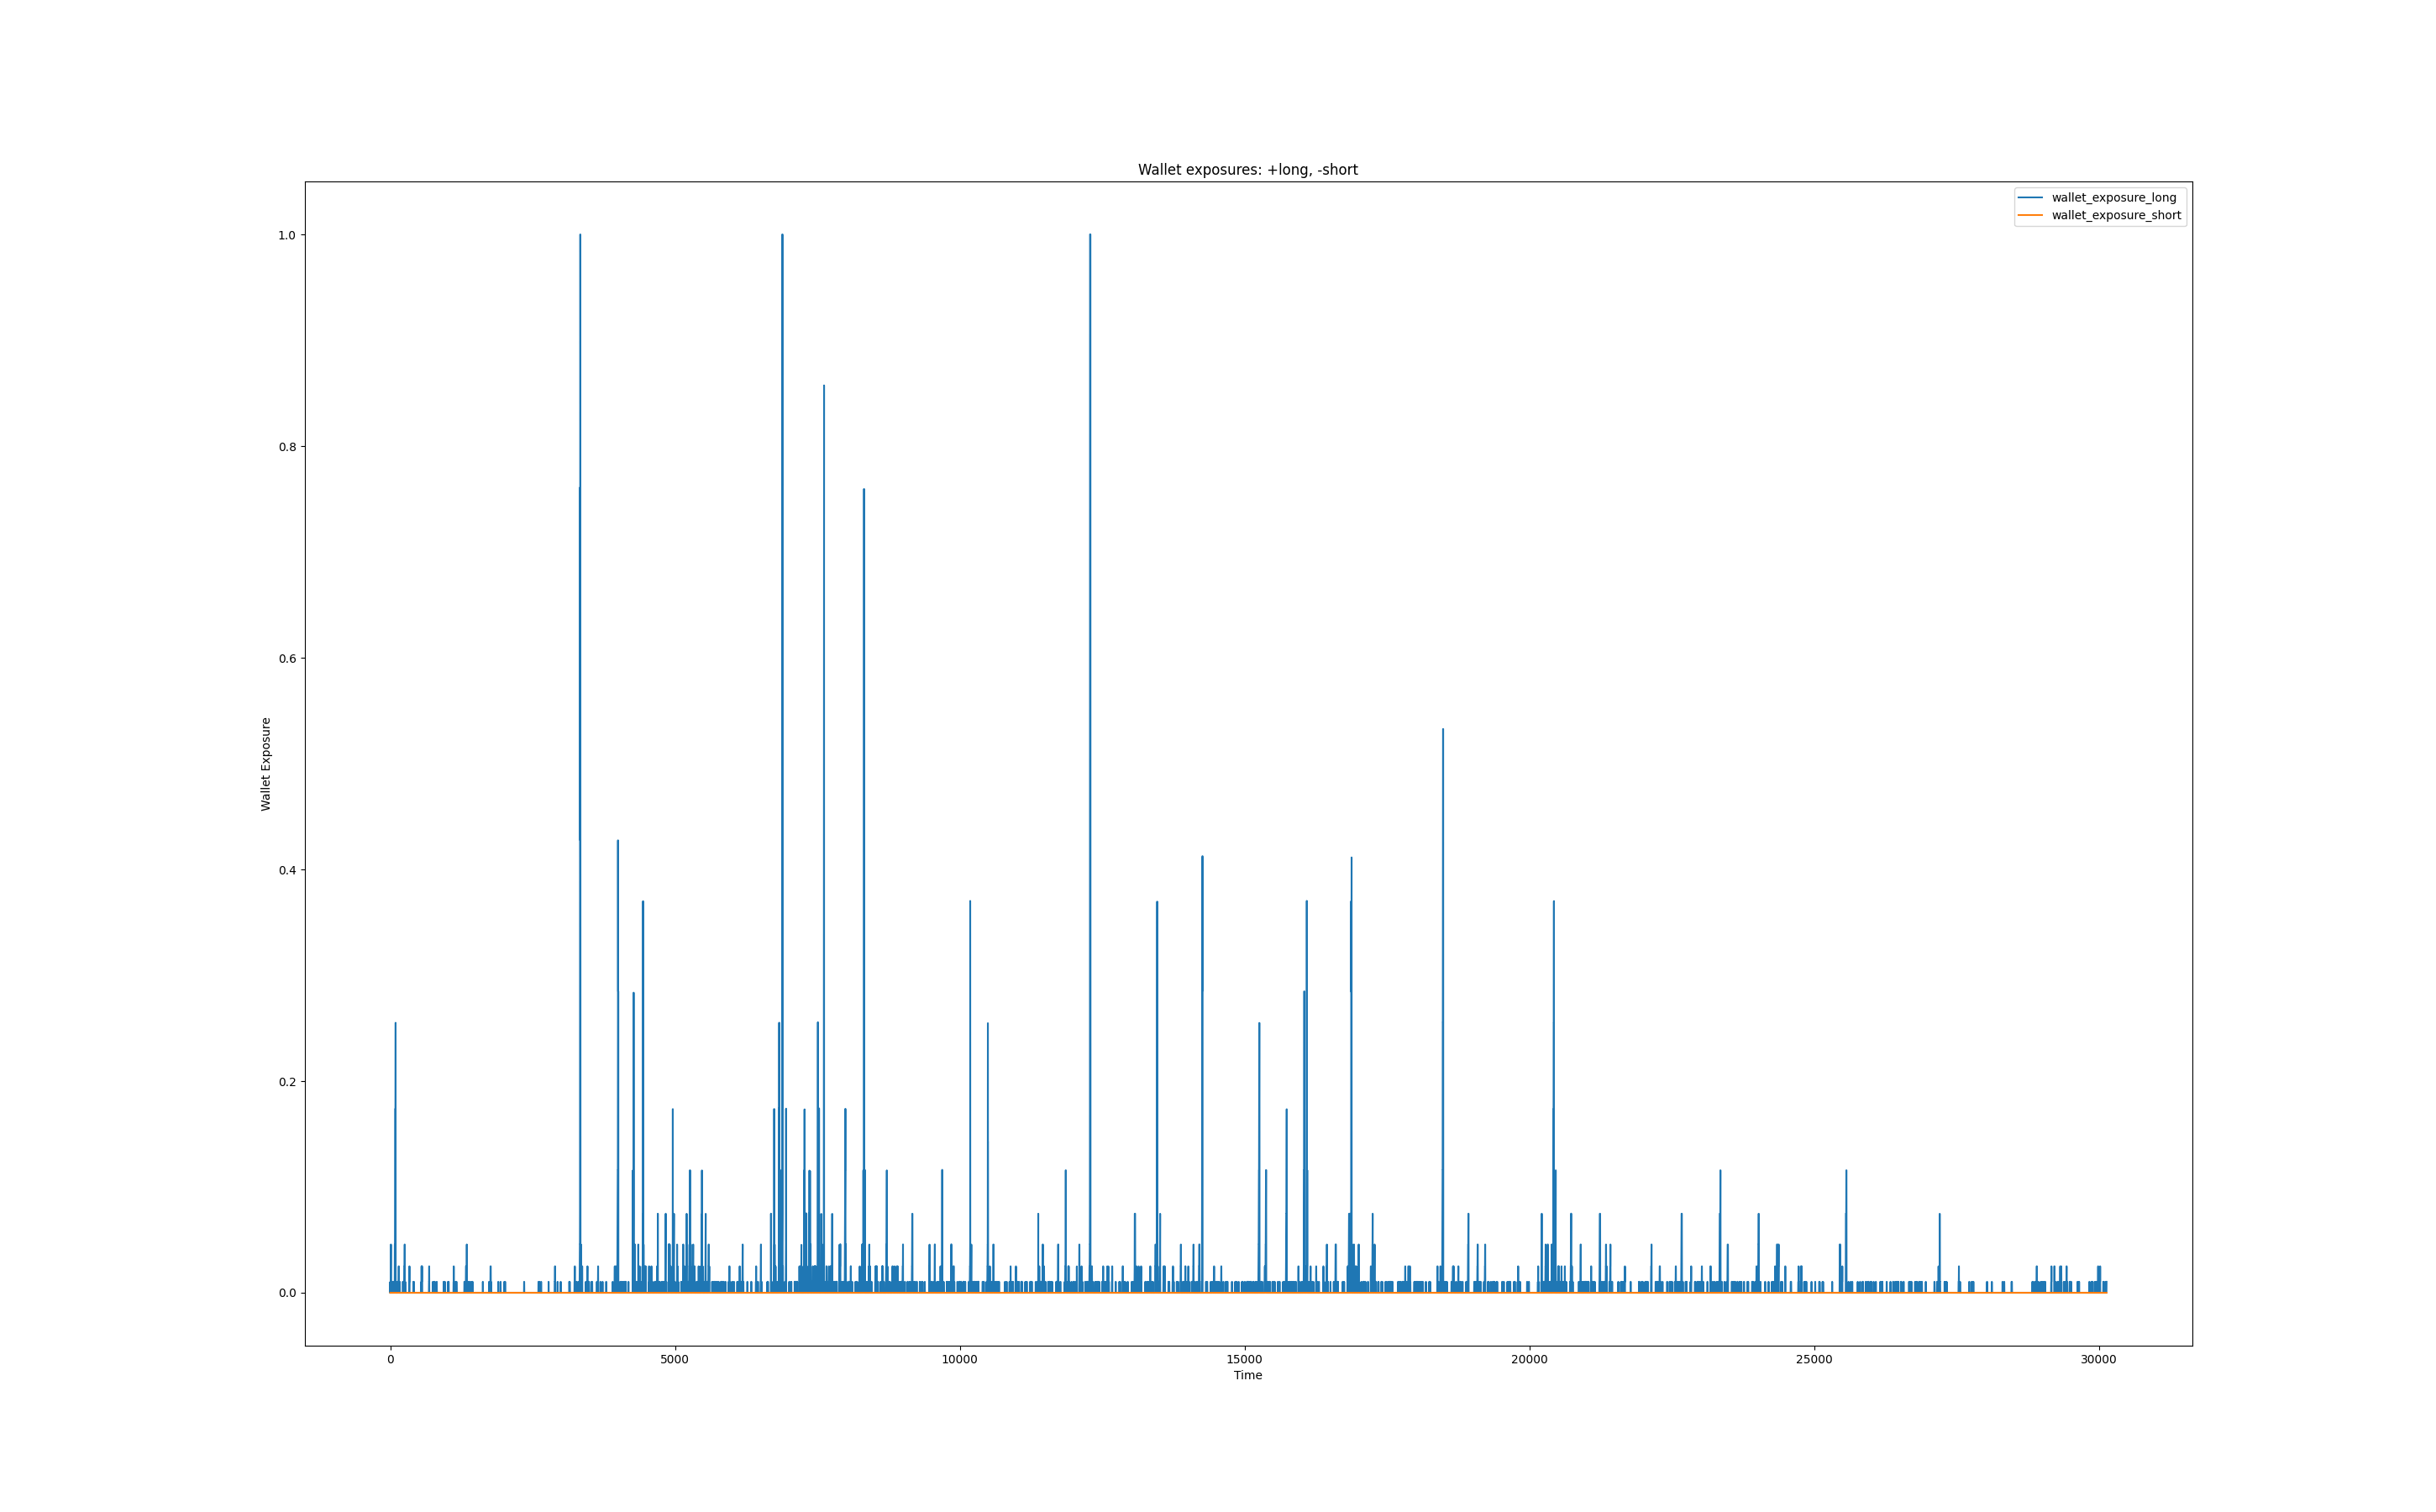 Wallet exposures: +long, -short
wallet_exposure_long
wallet_exposure_short
1.0
0.8
0.6
0.4
0.2
0.0
Wallet Exposure
0 5000 10000 15000 20000 25000 30000
Time